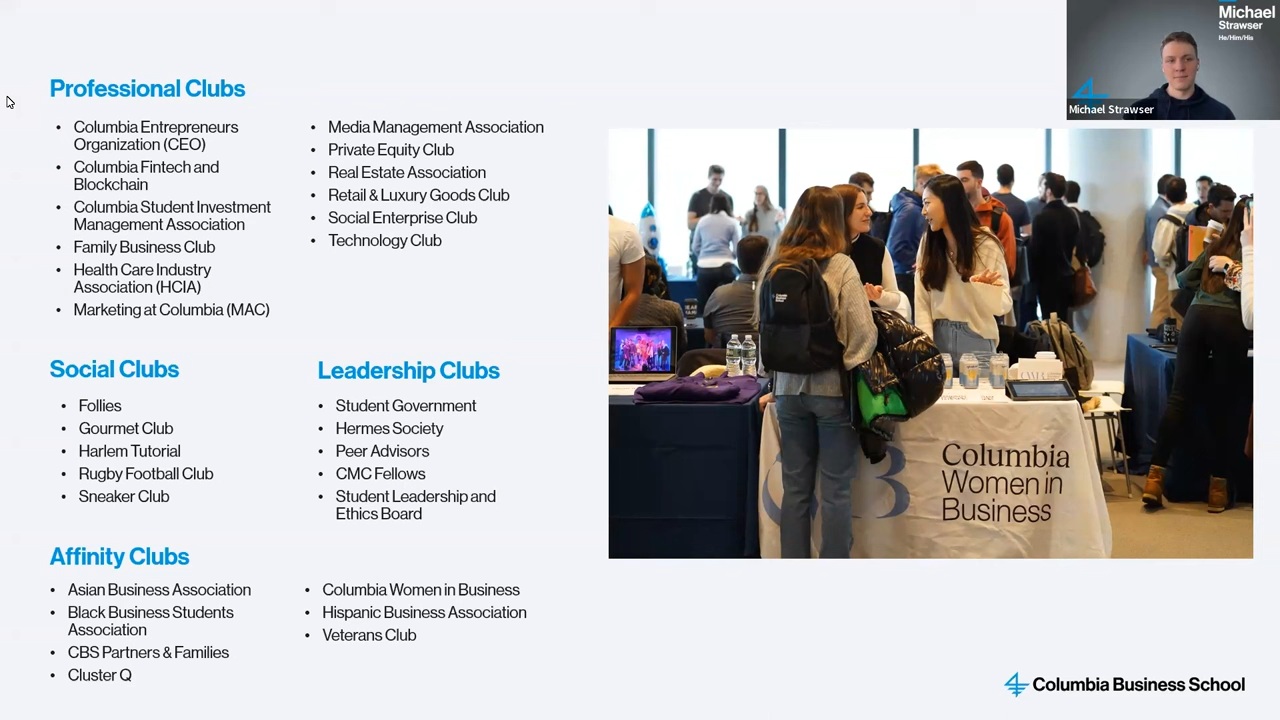 Michael
Strawser
He/Him/His
Michael Strawser
Professional Clubs
• Columbia Entrepreneurs
Organization (CEO)
• Columbia Fintech and
Blockchain
• Columbia Student Investment
Management Association
• Family Business Club
• Health Care Industry
Association (HCIA)
• Marketing at Columbia (MAC)
• Media Management Association
• Private Equity Club
• Real Estate Association
• Retail & Luxury Goods Club
• Social Enterprise Club
• Technology Club
Social Clubs
• Follies
• Gourmet Club
• Harlem Tutorial
• Rugby Football Club
• Sneaker Club
Leadership Clubs
• Student Government
• Hermes Society
• Peer Advisors
• CMC Fellows
• Student Leadership and
Ethics Board
Affinity Clubs
• Asian Business Association
• Black Business Students
Association
• CBS Partners & Families
• Cluster Q
• Columbia Women in Business
• Hispanic Business Association
• Veterans Club
Columbia
Women in
Business
Columbia Business School